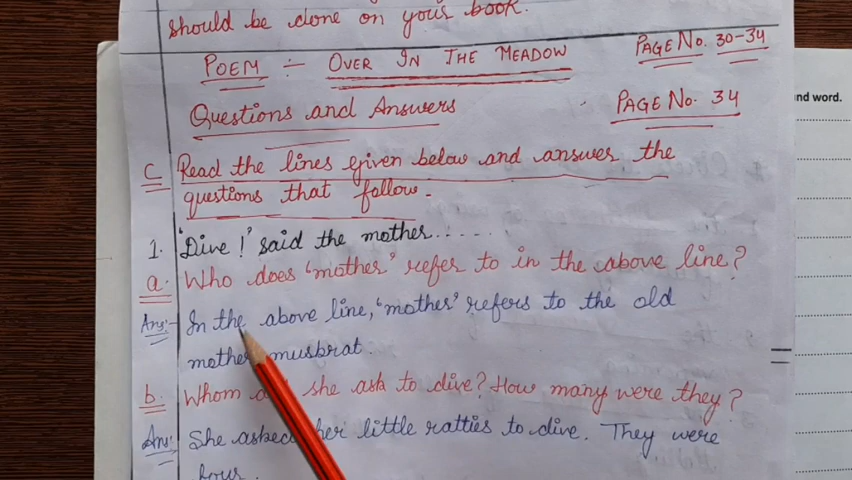 should be done on your book.
POEM :- OVER IN THE MEADOW PAGE NO. 30-34
Questions and Answers PAGE NO. 34
C Read the lines given below and answer the
questions that follow.
1. 'Dive!' said the mother.....
a. Who does 'mother' refer to in the above line?
Ans:- In the above line, 'mother' refers to the old
mother musbrat.
b. Whom she ask to dive? How many were they?
Ans: She asked her little ratties to dive. They were
four.
nd word.